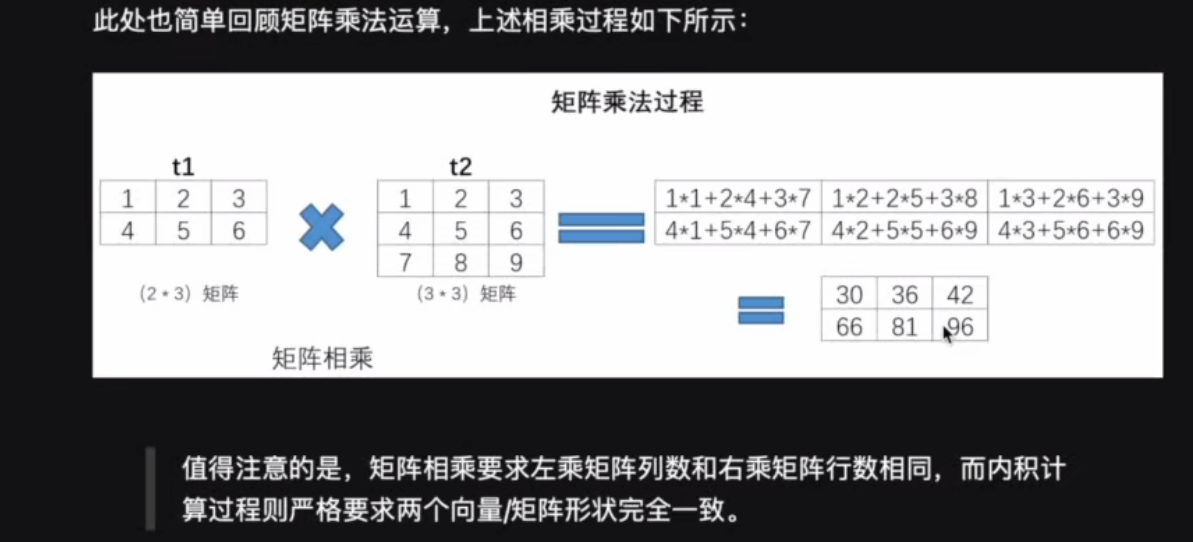 此处也简单回顾矩阵乘法运算，上述相乘过程如下所示：
矩阵乘法过程
t1
1 2 3
4 5 6
（2*3）矩阵
t2
1 2 3
4 5 6
7 8 9
（3*3）矩阵
1*1+2*4+3*7 1*2+2*5+3*8 1*3+2*6+3*9
4*1+5*4+6*7 4*2+5*5+6*9 4*3+5*6+6*9
30 36 42
66 81 96
矩阵相乘
值得注意的是，矩阵相乘要求左乘矩阵列数和右乘矩阵行数相同，而内积计
算过程则严格要求两个向量/矩阵形状完全一致。